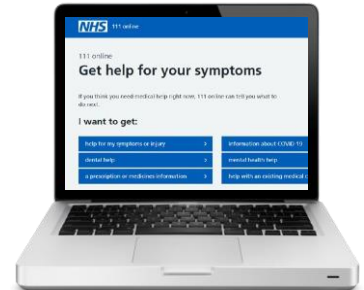 NHS 111 online
111 online
Get help for your symptoms
If you think you need medical help right now, 111 online can tell you what to
do next.
I want to get:
help for my symptoms or injury
information about COVID-19
dental help
mental health help
a prescription or medicines information
help with an existing medical